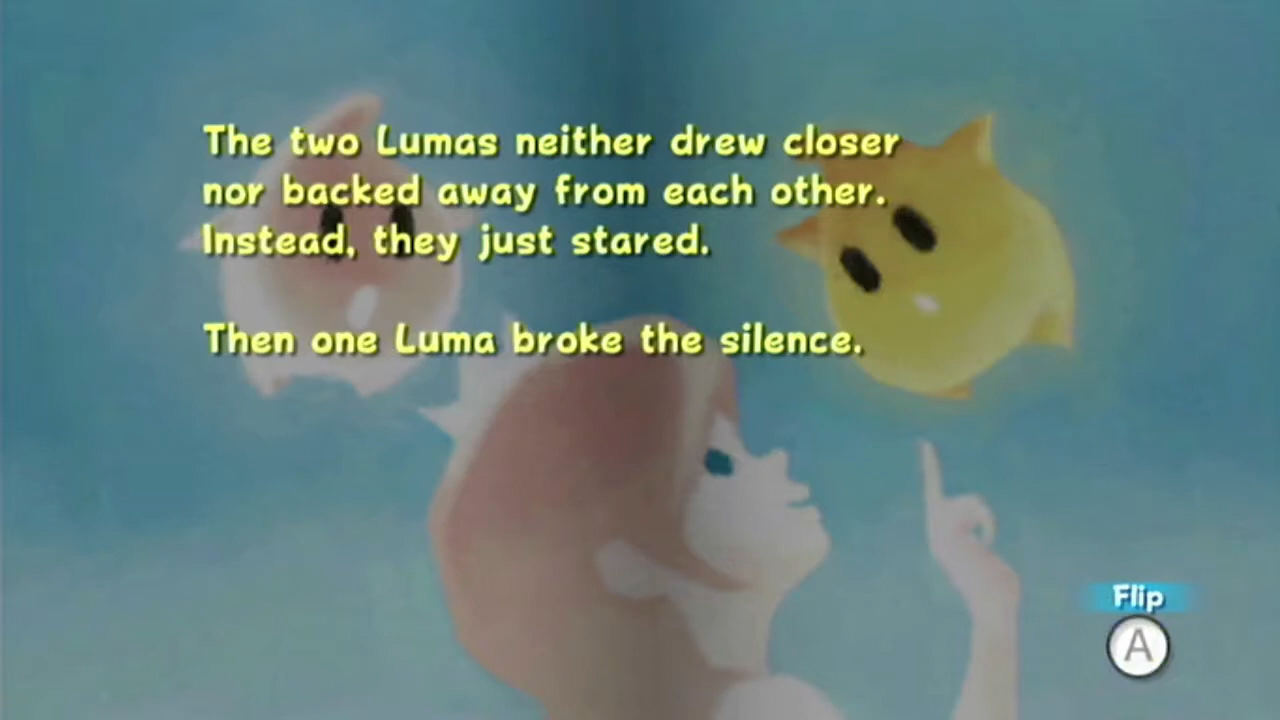 The two Lumas neither drew closer
nor backed away from each other.
Instead, they just stared.
Then one Luma broke the silence.
Flip
A